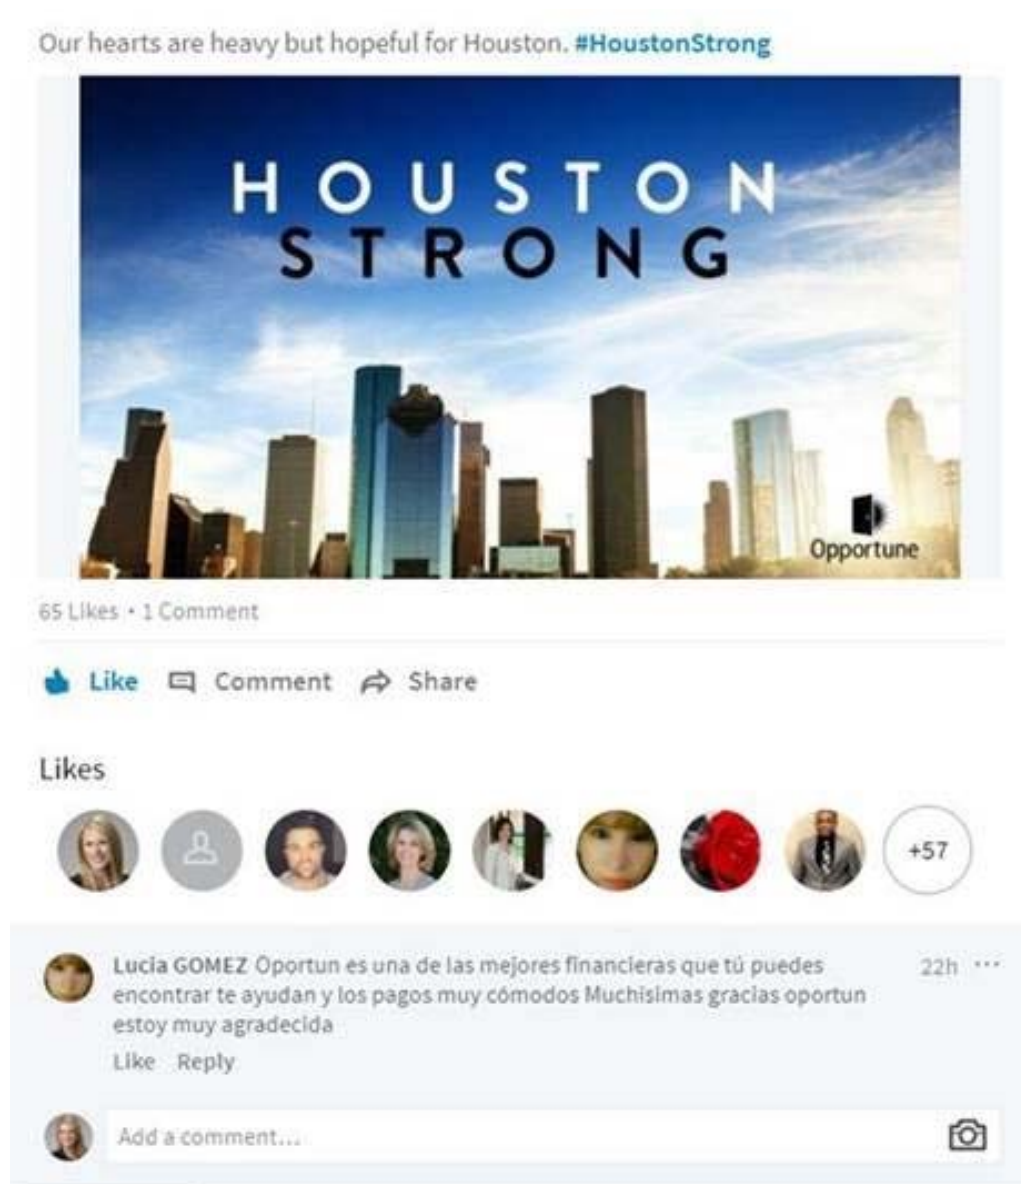 Our hearts are heavy but hopeful for Houston. #HoustonStrong
HOUSTON
STRONG
Opportune
65 Likes • 1 Comment
Like Comment Share
Likes
+57
Lucia GOMEZ Oportun es una de las mejores financieras que tú puedes 22h ···
encontrar te ayudan y los pagos muy cómodos Muchisimas gracias oportun
estoy muy agradecida
Like Reply
Add a comment...